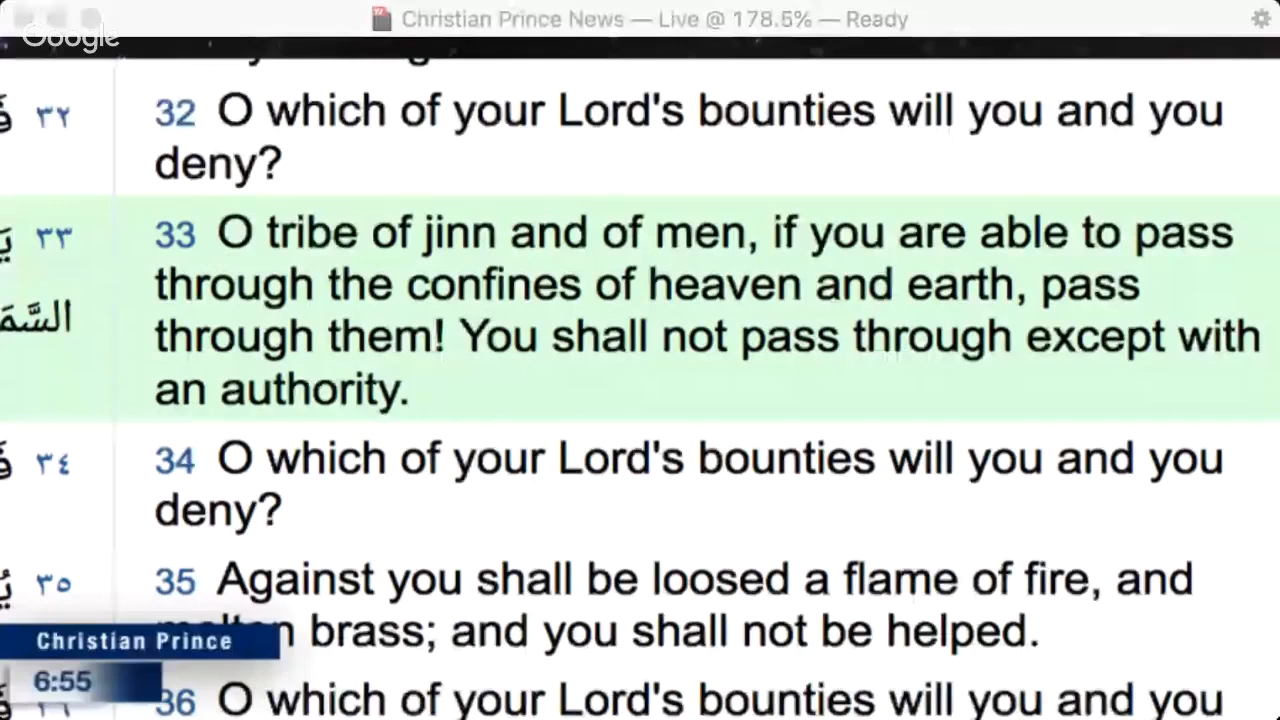 Christian Prince News — Live @ 178.5% — Ready
Google
٣٢ 32 O which of your Lord's bounties will you and you
deny?
٣٣ 33 O tribe of jinn and of men, if you are able to pass
through the confines of heaven and earth, pass
through them! You shall not pass through except with
an authority.
٣٤ 34 O which of your Lord's bounties will you and you
deny?
٣٥ 35 Against you shall be loosed a flame of fire, and
brass; and you shall not be helped.
Christian Prince
6:55
36 O which of your Lord's bounties will you and you